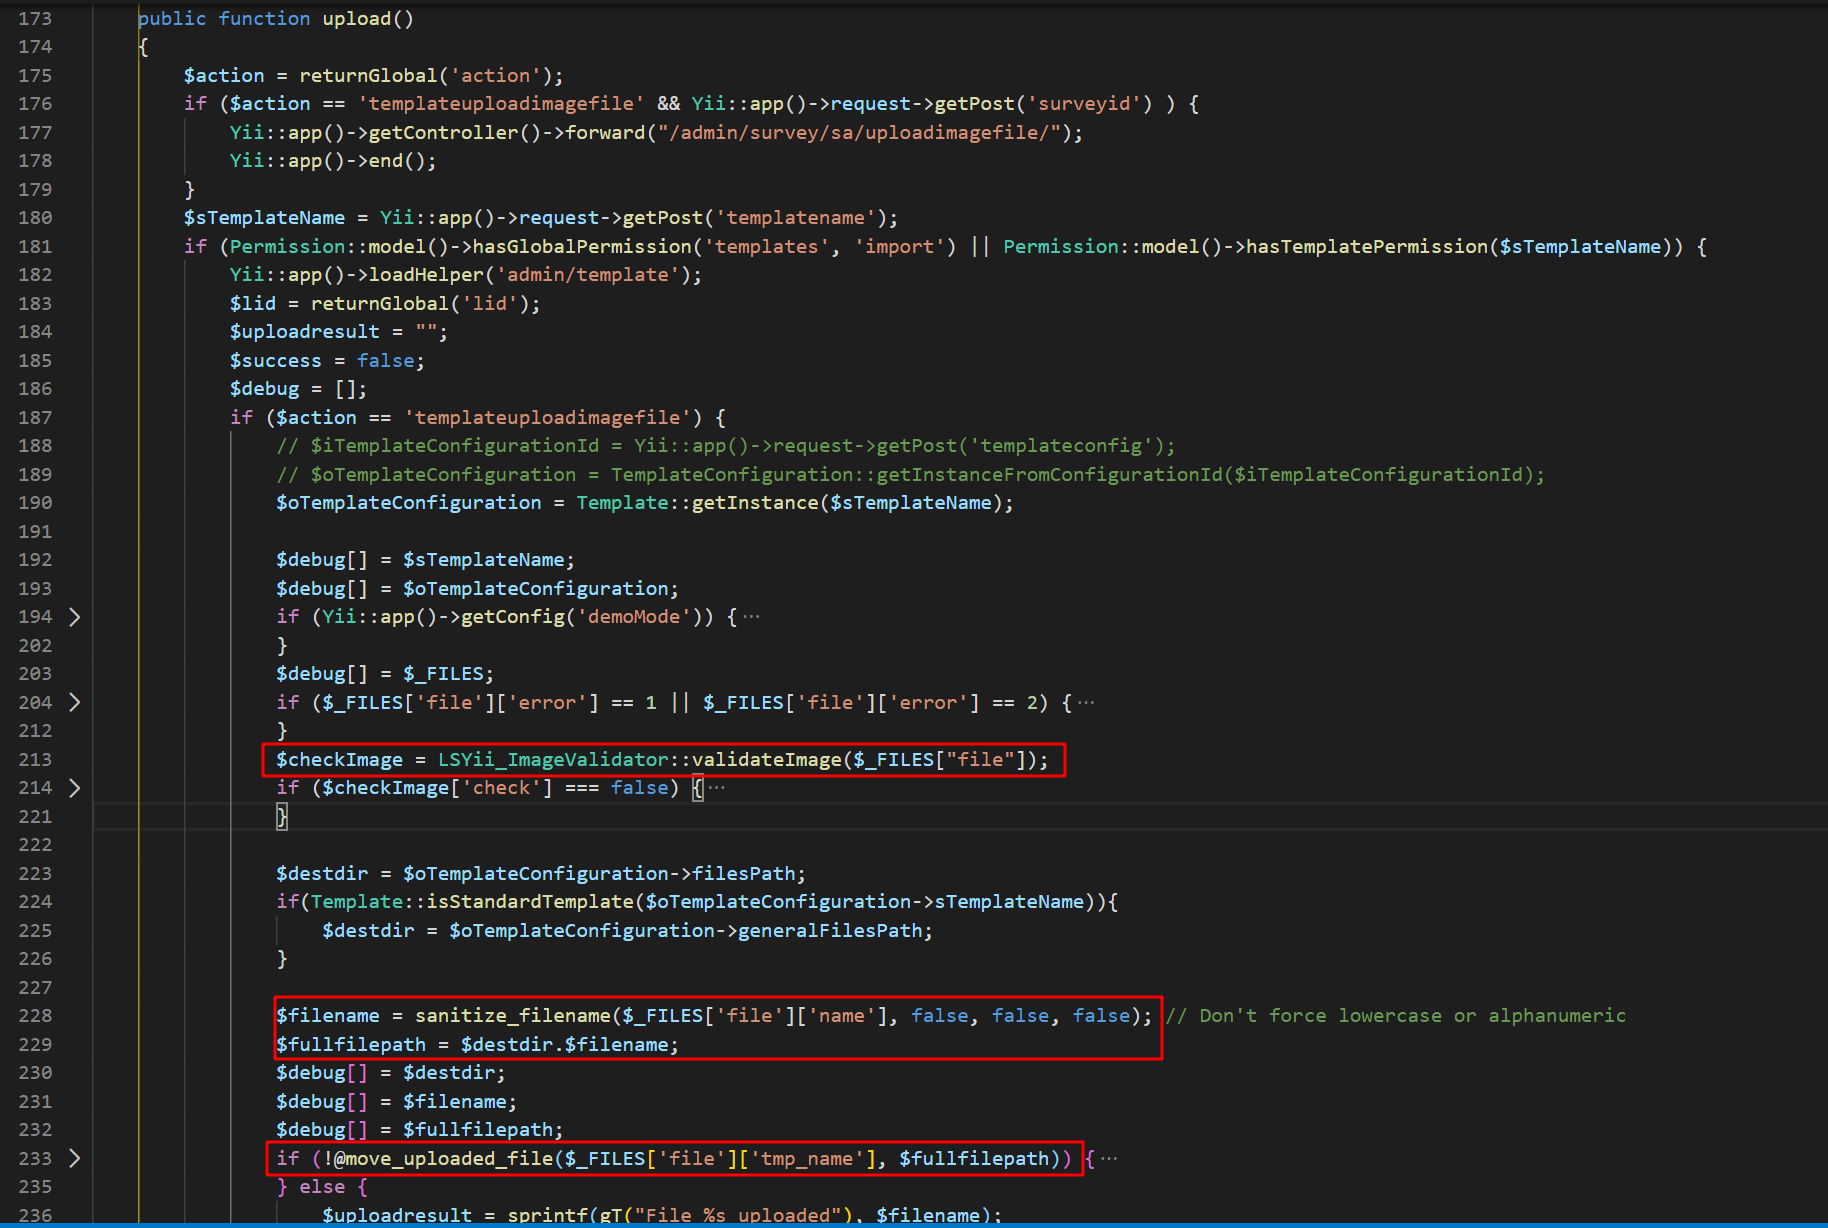 173 public function upload()
174 {
175 $action = returnGlobal('action');
176 if ($action == 'templateuploadimagefile' && Yii::app()->request->getPost('surveyid') ) {
177 Yii::app()->getController()->forward("/admin/survey/sa/uploadimagefile/");
178 Yii::app()->end();
179 }
180 $sTemplateName = Yii::app()->request->getPost('templatename');
181 if (Permission::model()->hasGlobalPermission('templates', 'import') || Permission::model()->hasTemplatePermission($sTemplateName)) {
182 Yii::app()->loadHelper('admin/template');
183 $lid = returnGlobal('lid');
184 $uploadresult = "";
185 $success = false;
186 $debug = [];
187 if ($action == 'templateuploadimagefile') {
188 // $iTemplateConfigurationId = Yii::app()->request->getPost('templateconfig');
189 // $oTemplateConfiguration = TemplateConfiguration::getInstanceFromConfigurationId($iTemplateConfigurationId);
190 $oTemplateConfiguration = Template::getInstance($sTemplateName);
191
192 $debug[] = $sTemplateName;
193 $debug[] = $oTemplateConfiguration;
194 if (Yii::app()->getConfig('demoMode')) {···
202 }
203 $debug[] = $_FILES;
204 if ($_FILES['file']['error'] == 1 || $_FILES['file']['error'] == 2) {···
212 }
213 $checkImage = LSYii_ImageValidator::validateImage($_FILES["file"]);
214 if ($checkImage['check'] === false) {···
221 }
222
223 $destdir = $oTemplateConfiguration->filesPath;
224 if(Template::isStandardTemplate($oTemplateConfiguration->sTemplateName)){
225 $destdir = $oTemplateConfiguration->generalFilesPath;
226 }
227
228 $filename = sanitize_filename($_FILES['file']['name'], false, false, false); // Don't force lowercase or alphanumeric
229 $fullfilepath = $destdir.$filename;
230 $debug[] = $destdir;
231 $debug[] = $filename;
232 $debug[] = $fullfilepath;
233 if (!@move_uploaded_file($_FILES['file']['tmp_name'], $fullfilepath)) {···
235 } else {
236 $uploadresult = sprintf(gT("File %s uploaded"), $filename);